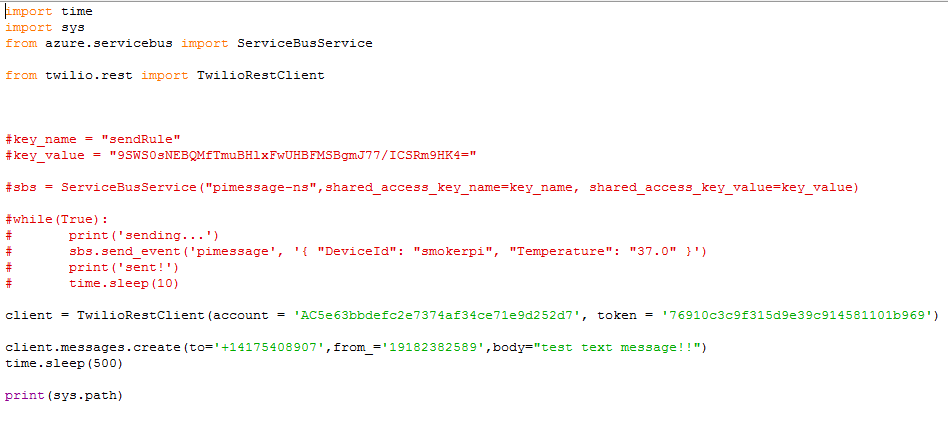 import time
import sys
from azure.servicebus import ServiceBusService
from twilio.rest import TwilioRestClient
#key_name = "sendRule"
#key_value = "9SWS0sNEBQMfTmuBHlxFwUHBFMSBgmJ77/ICSRm9HK4="
#sbs = ServiceBusService("pimessage-ns",shared_access_key_name=key_name, shared_access_key_value=key_value)
#while(True):
#       print('sending...')
#       sbs.send_event('pimessage', '{ "DeviceId": "smokerpi", "Temperature": "37.0" }')
#       print('sent!')
#       time.sleep(10)
client = TwilioRestClient(account = 'AC5e63bbdefc2e7374af34ce71e9d252d7', token = '76910c3c9f315d9e39c914581101b969')
client.messages.create(to='+14175408907',from_='19182382589',body="test text message!!")
time.sleep(500)
print(sys.path)